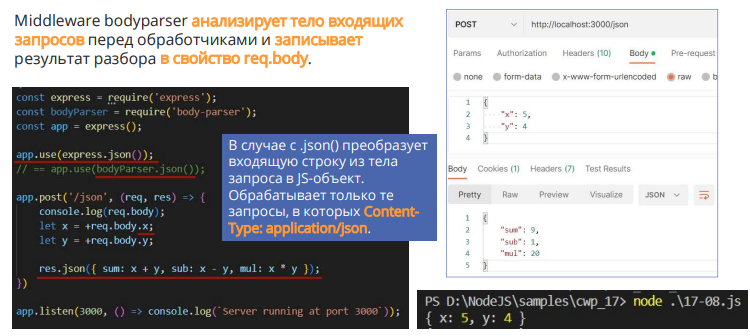 Middleware bodyparser анализирует тело входящих
запросов перед обработчиками и записывает
результат разбора в свойство req.body.
const express = require('express');
const bodyParser = require('body-parser');
const app = express();
app.use(express.json());
// == app.use(bodyParser.json());
app.post('/json', (req, res) => {
console.log(req.body);
let x = +req.body.x;
let y = +req.body.y;
res.json({ sum: x + y, sub: x - y, mul: x * y });
})
app.listen(3000, () => console.log(`Server running at port 3000`));
В случае с .json() преобразует
входящую строку из тела
запроса в JS-объект.
Обрабатывает только те
запросы, в которых Content-
Type: application/json.
POST http://localhost:3000/json
Params Authorization Headers (10) Body Pre-request
none form-data x-www-form-urlencoded raw b
1 {
2 "x": 5,
3 "y": 4
4 }
Body Cookies (1) Headers (7) Test Results
Pretty Raw Preview Visualize JSON
1 {
2 "sum": 9,
3 "sub": 1,
4 "mul": 20
5 }
PS D:\NodeJS\samples\cwp_17> node .\17-08.js
{ x: 5, y: 4 }